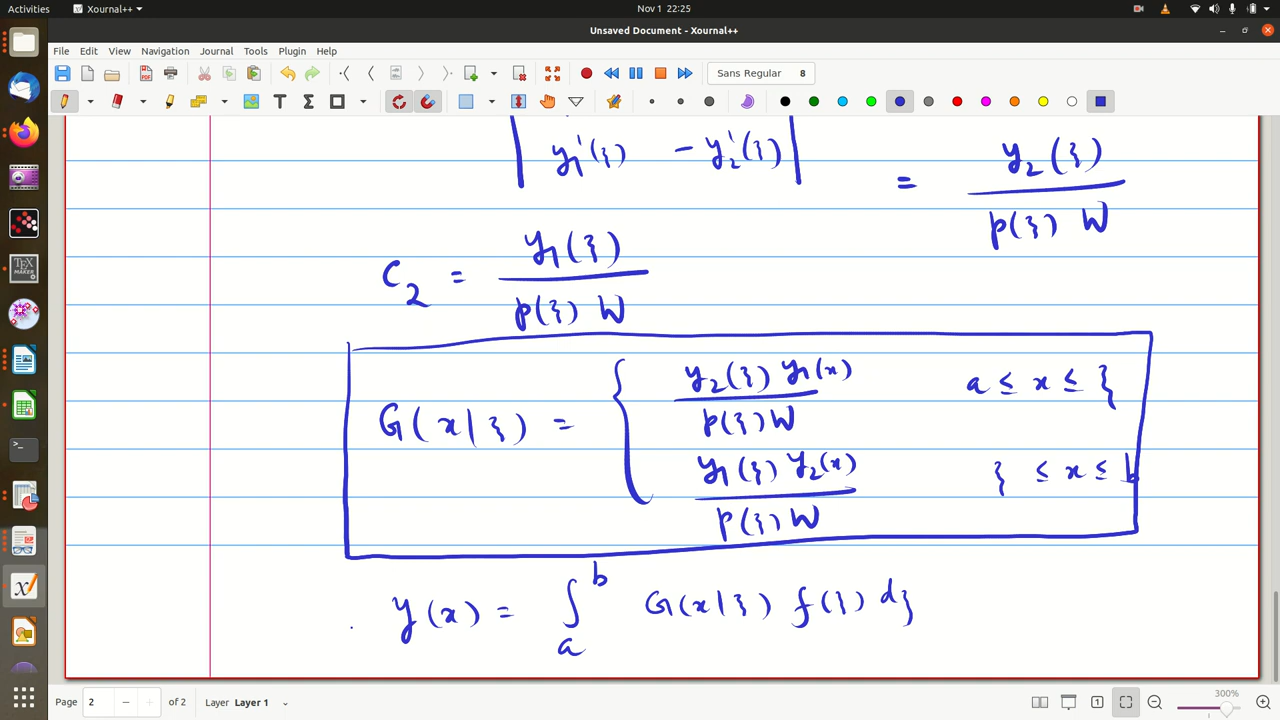 Activities Xournal++ Nov 1 22:25
Unsaved Document - Xournal++
File Edit View Navigation Journal Tools Plugin Help
Sans Regular 8
y₁'(ξ) - y₂'(ξ)
= y₂(ξ) / p(ξ) W
C₂ = y₁(ξ) / p(ξ) W
G(x|ξ) = { y₂(ξ) y₁(x) / p(ξ) W a ≤ x ≤ ξ
y₁(ξ) y₂(x) / p(ξ) W ξ ≤ x ≤ b
y(x) = ∫ₐᵇ G(x|ξ) f(ξ) dξ
Page 2 of 2 Layer Layer 1 300%